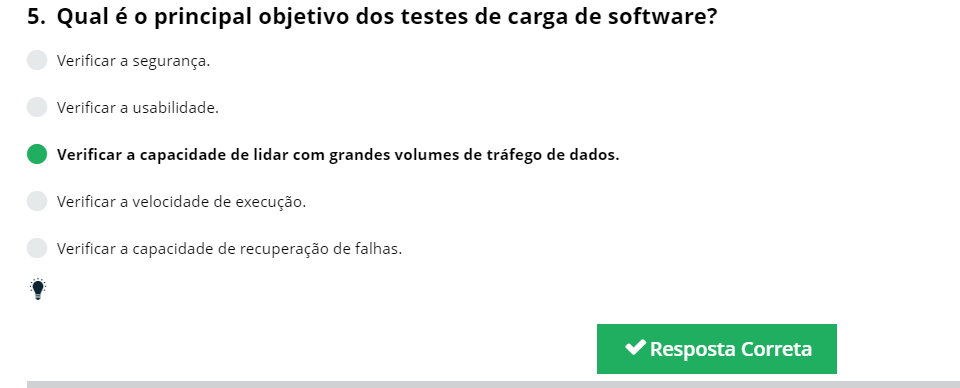 5. Qual é o principal objetivo dos testes de carga de software?
Verificar a segurança.
Verificar a usabilidade.
Verificar a capacidade de lidar com grandes volumes de tráfego de dados.
Verificar a velocidade de execução.
Verificar a capacidade de recuperação de falhas.
Resposta Correta